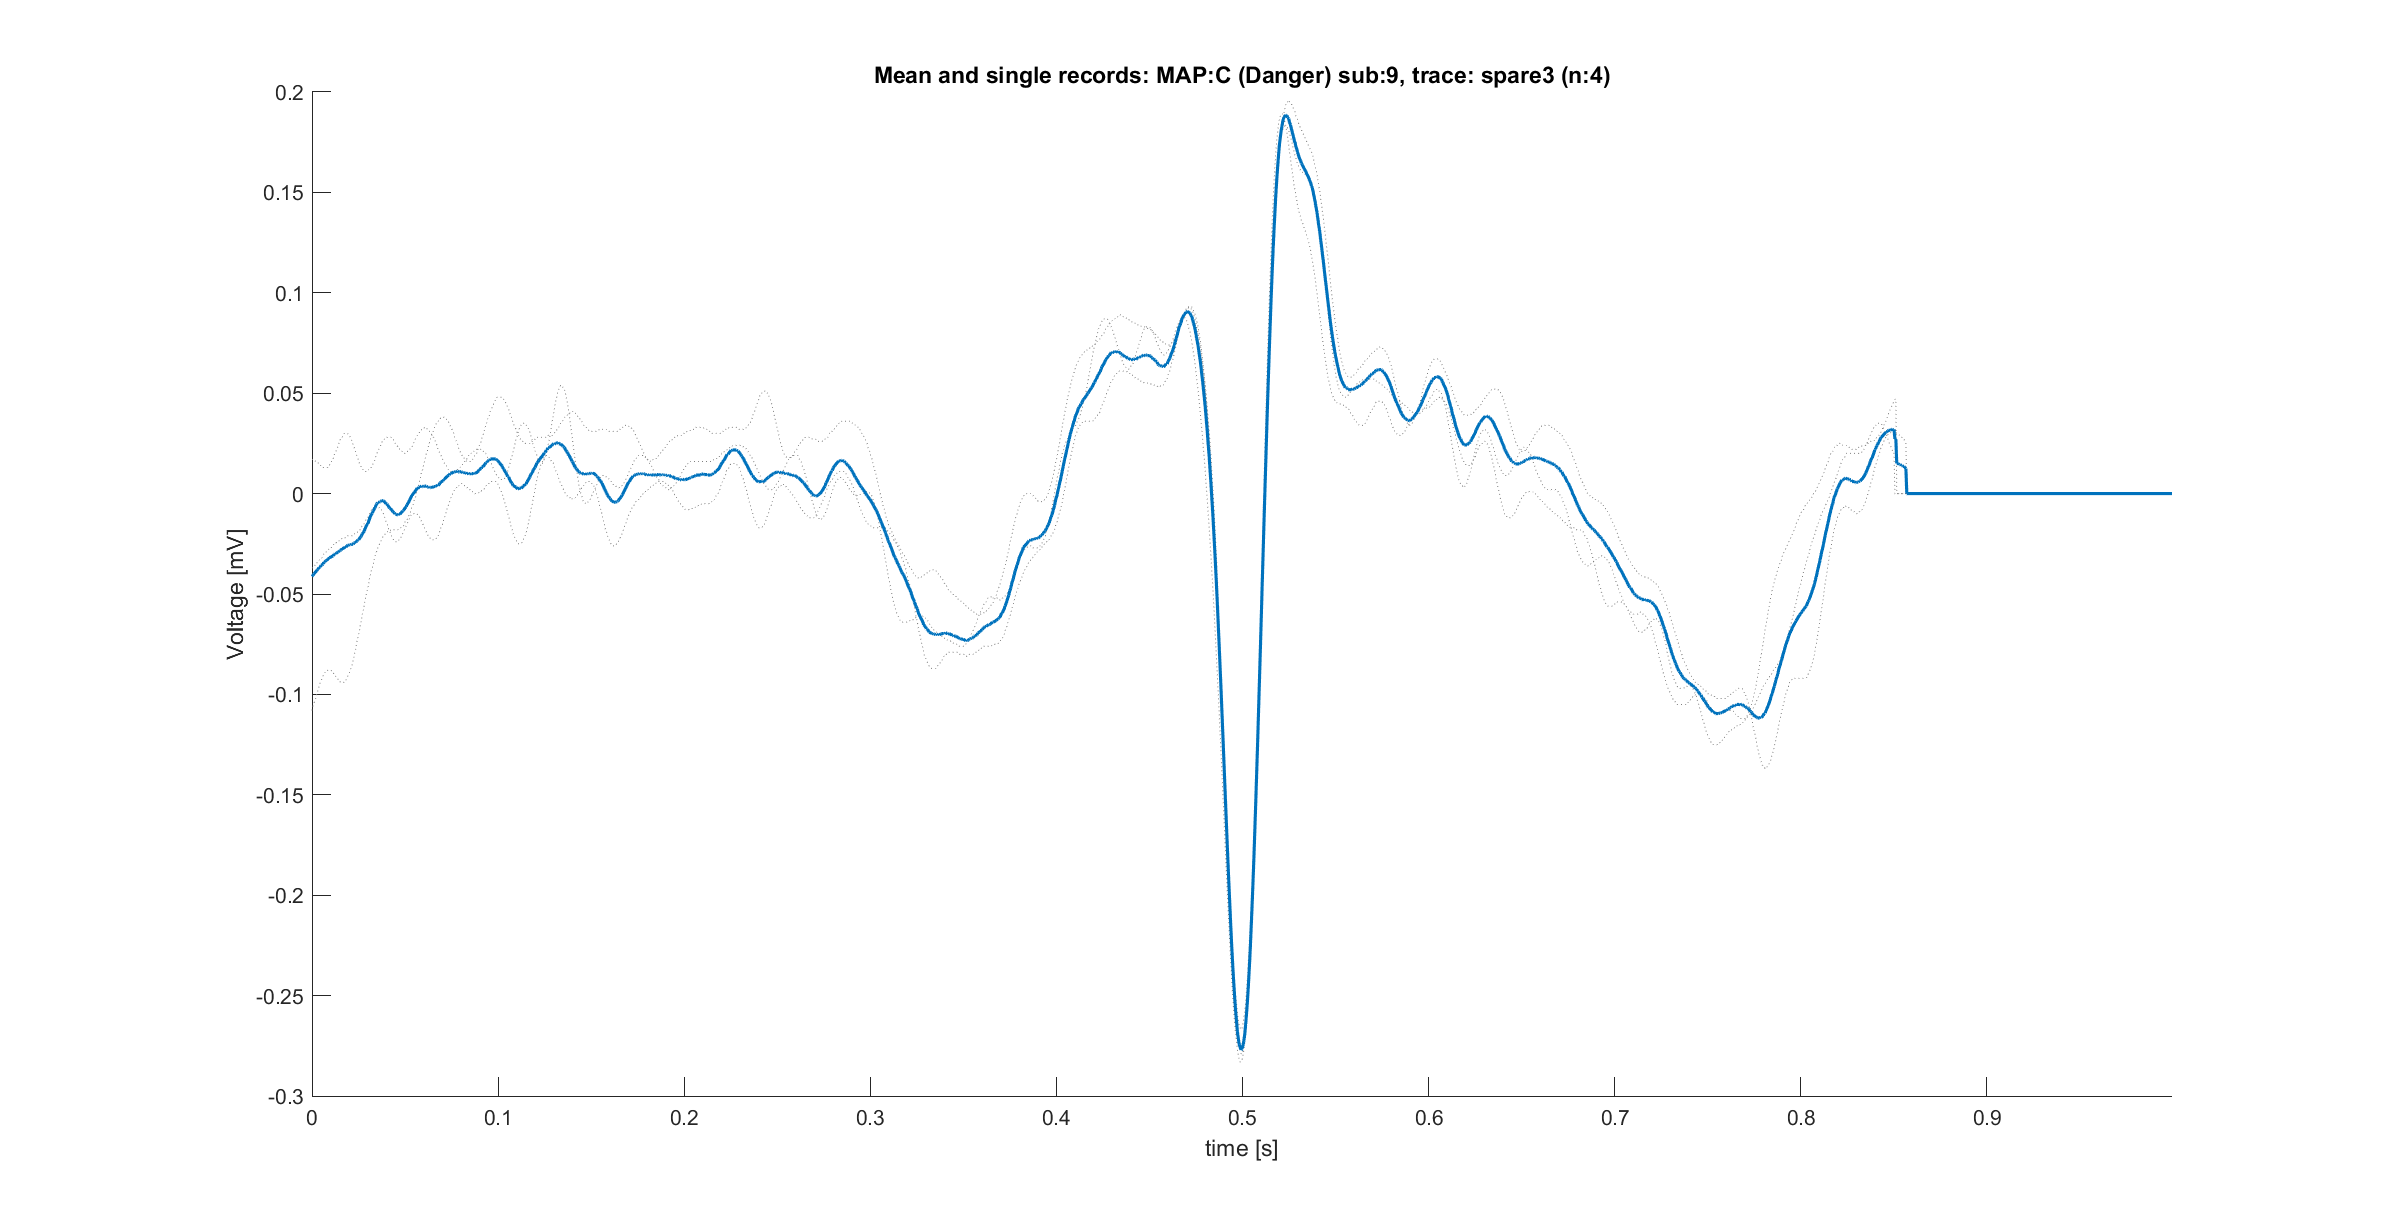 Mean and single records: MAP:C (Danger) sub:9, trace: spare3 (n:4)
0.2
0.15
0.1
0.05
0
-0.05
-0.1
-0.15
-0.2
-0.25
-0.3
Voltage [mV]
0 0.1 0.2 0.3 0.4 0.5 0.6 0.7 0.8 0.9
time [s]